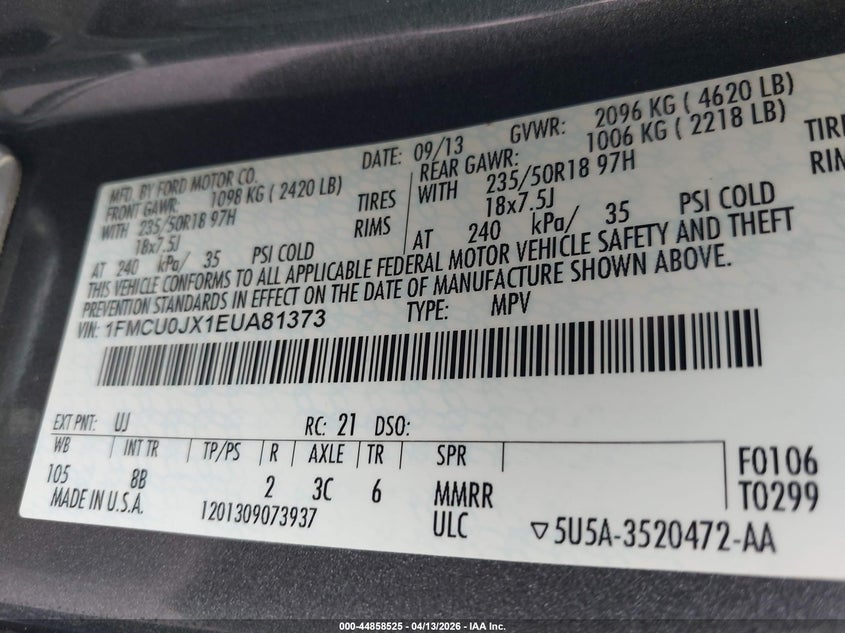 MFD. BY FORD MOTOR CO.
DATE: 09/13 GVWR: 2096 KG ( 4620 LB)
FRONT GAWR: 1098 KG ( 2420 LB)
REAR GAWR: 1006 KG ( 2218 LB)
WITH 235/50R18 97H TIRES
WITH 235/50R18 97H TIRE
18x7.5J RIMS
18x7.5J RIM
AT 240 kPa/ 35 PSI COLD
AT 240 kPa/ 35 PSI COLD
THIS VEHICLE CONFORMS TO ALL APPLICABLE FEDERAL MOTOR VEHICLE SAFETY AND THEFT
PREVENTION STANDARDS IN EFFECT ON THE DATE OF MANUFACTURE SHOWN ABOVE.
VIN: 1FMCU0JX1EUA81373 TYPE: MPV
EXT PNT: UJ RC: 21 DSO:
WB INT TR TP/PS R AXLE TR SPR
105 8B 2 3C 6 MMRR F0106
MADE IN U.S.A. 1201309073937 ULC T0299
5U5A-3520472-AA
000-44858525 | 04/13/2026 - IAA Inc.